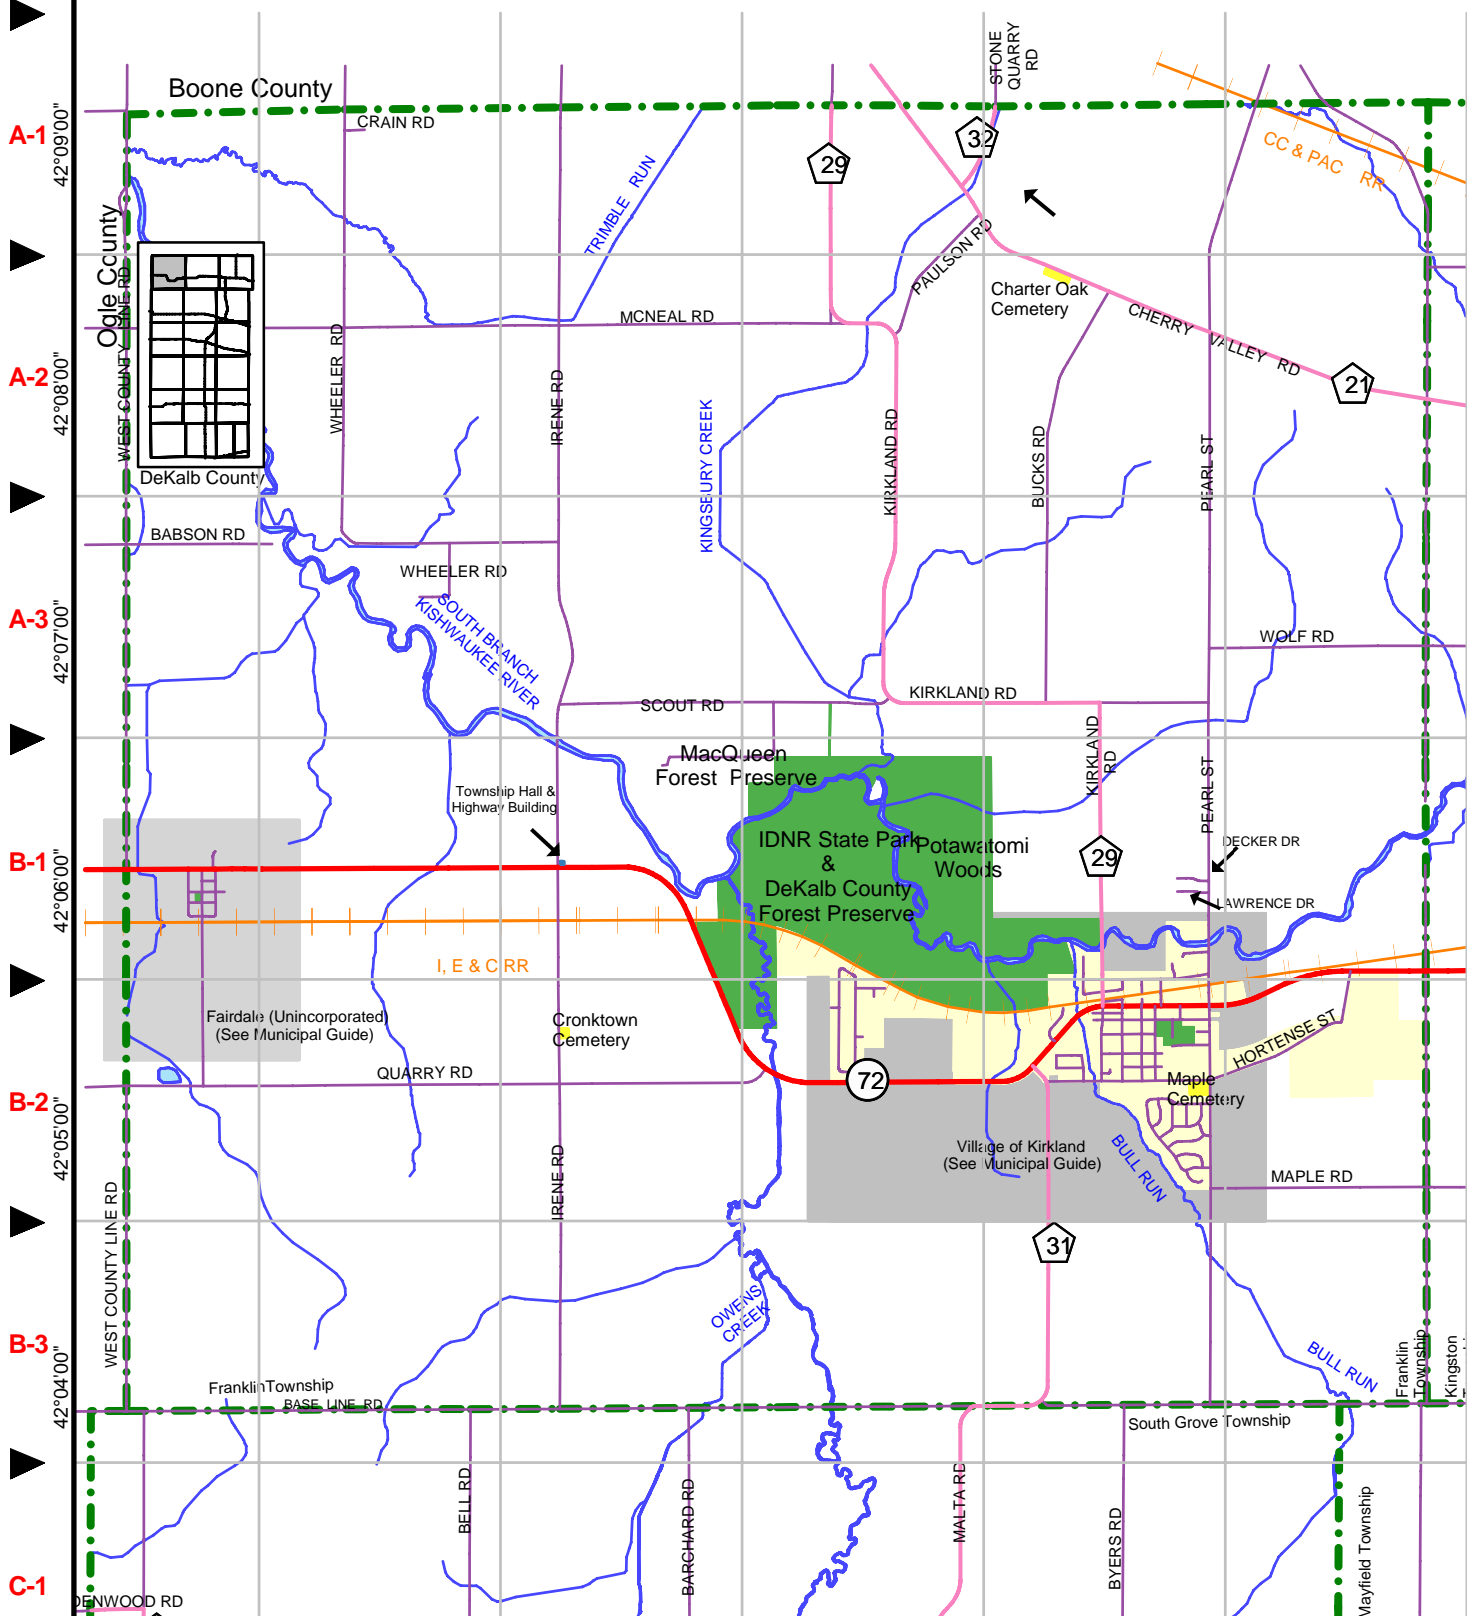 STONE
QUARRY
RD
Boone County
A-1
42°09'00"
CRAIN RD
32
29
CC & PAC RR
TRIMBLE RUN
Ogle County
PAULSON RD
Charter Oak
Cemetery
WEST COUNTY LINE RD
MCNEAL RD
CHERRY VALLEY RD
WHEELER RD
IRENE RD
A-2
42°08'00"
21
KINGSBURY CREEK
KIRKLAND RD
BUCKS RD
PEARL ST
DeKalb County
BABSON RD
WHEELER RD
A-3
42°07'00"
SOUTH BRANCH
KISHWAUKEE RIVER
WOLF RD
KIRKLAND RD
SCOUT RD
KIRKLAND
RD
MacQueen
Forest Preserve
PEARL ST
Township Hall &
Highway Building
IDNR State Park
&
DeKalb County
Forest Preserve
Potawatomi
Woods
DECKER DR
29
B-1
42°06'00"
LAWRENCE DR
I, E & C RR
Fairdale (Unincorporated)
(See Municipal Guide)
Cronktown
Cemetery
HORTENSE ST
QUARRY RD
72
Maple
Cemetery
B-2
42°05'00"
Village of Kirkland
(See Municipal Guide)
BULL RUN
MAPLE RD
IRENE RD
WEST COUNTY LINE RD
31
OWENS
CREEK
B-3
42°04'00"
BULL RUN
Franklin
Township
Kingston
Franklin Township
BASE LINE RD
South Grove Township
BELL RD
BARCHARD RD
MALTA RD
BYERS RD
Mayfield Township
C-1
DENWOOD RD